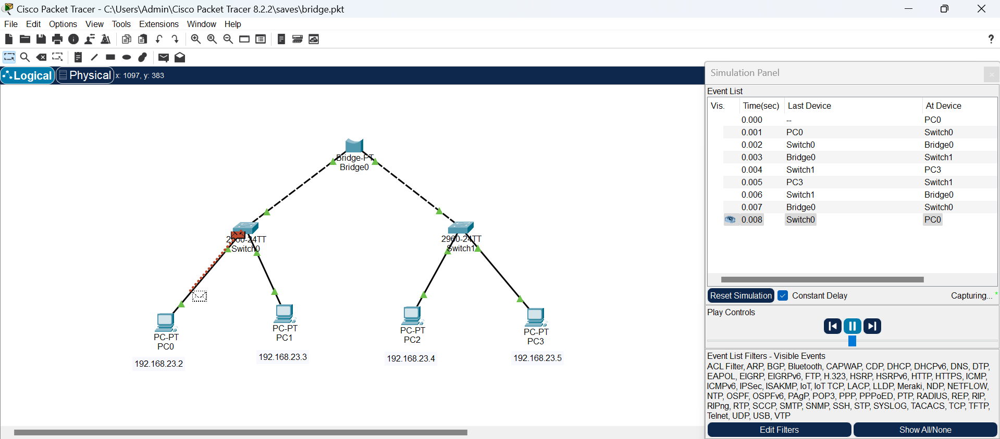 Cisco Packet Tracer - C:\Users\Admin\Cisco Packet Tracer 8.2.2\saves\bridge.pkt
File Edit Options View Tools Extensions Window Help
?
Logical Physical x: 1097, y: 383
Simulation Panel
Event List
Vis. Time(sec) Last Device At Device
0.000 -- PC0
0.001 PC0 Switch0
0.002 Switch0 Bridge0
0.003 Bridge0 Switch1
0.004 Switch1 PC3
0.005 PC3 Switch1
0.006 Switch1 Bridge0
0.007 Bridge0 Switch0
0.008 Switch0 PC0
Reset Simulation Constant Delay Capturing... *
Play Controls
Event List Filters - Visible Events
ACL Filter, ARP, BGP, Bluetooth, CAPWAP, CDP, DHCP, DHCPv6, DNS, DTP,
EAPOL, EIGRP, EIGRPv6, FTP, H.323, HSRP, HSRPv6, HTTP, HTTPS, ICMP,
ICMPv6, IPSec, ISAKMP, IoT, IoT TCP, LACP, LLDP, Meraki, NDP, NETFLOW,
NTP, OSPF, OSPFv6, PAgP, POP3, PPP, PPPoED, PTP, RADIUS, REP, RIP,
RIPng, RTP, SCCP, SMTP, SNMP, SSH, STP, SYSLOG, TACACS, TCP, TFTP,
Telnet, UDP, USB, VTP
Edit Filters Show All/None
Bridge-PT
Bridge0
2960-24TT
Switch0
2960-24TT
Switch1
PC-PT
PC0
192.168.23.2
PC-PT
PC1
192.168.23.3
PC-PT
PC2
192.168.23.4
PC-PT
PC3
192.168.23.5